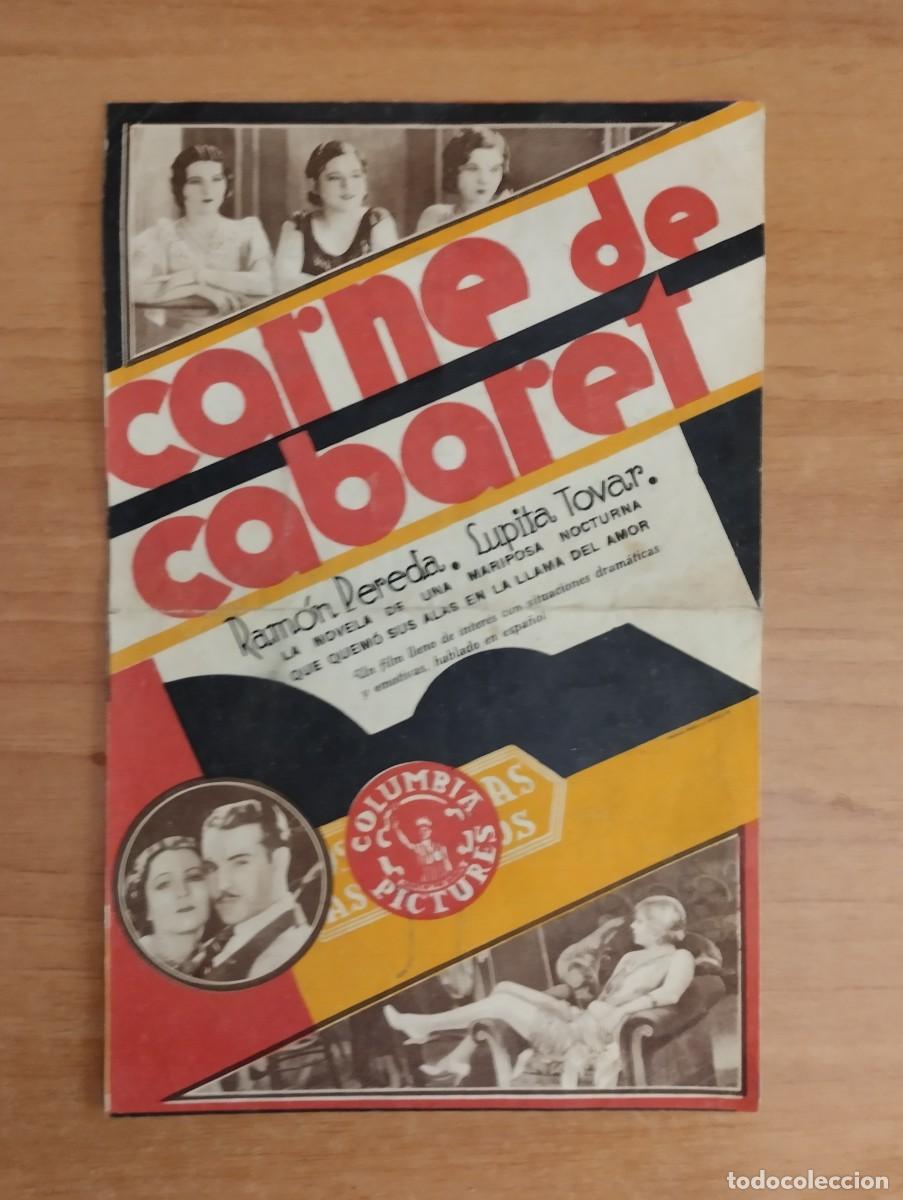 carne de
cabaret
Ramón Pereda. Lupita Tovar.
LA NOVELA DE UNA MARIPOSA NOCTURNA
QUE QUEMÓ SUS ALAS EN LA LLAMA DEL AMOR
Un film lleno de interes con situaciones dramáticas
y emotivas, hablado en español
COLUMBIA
PICTURES
todocoleccion